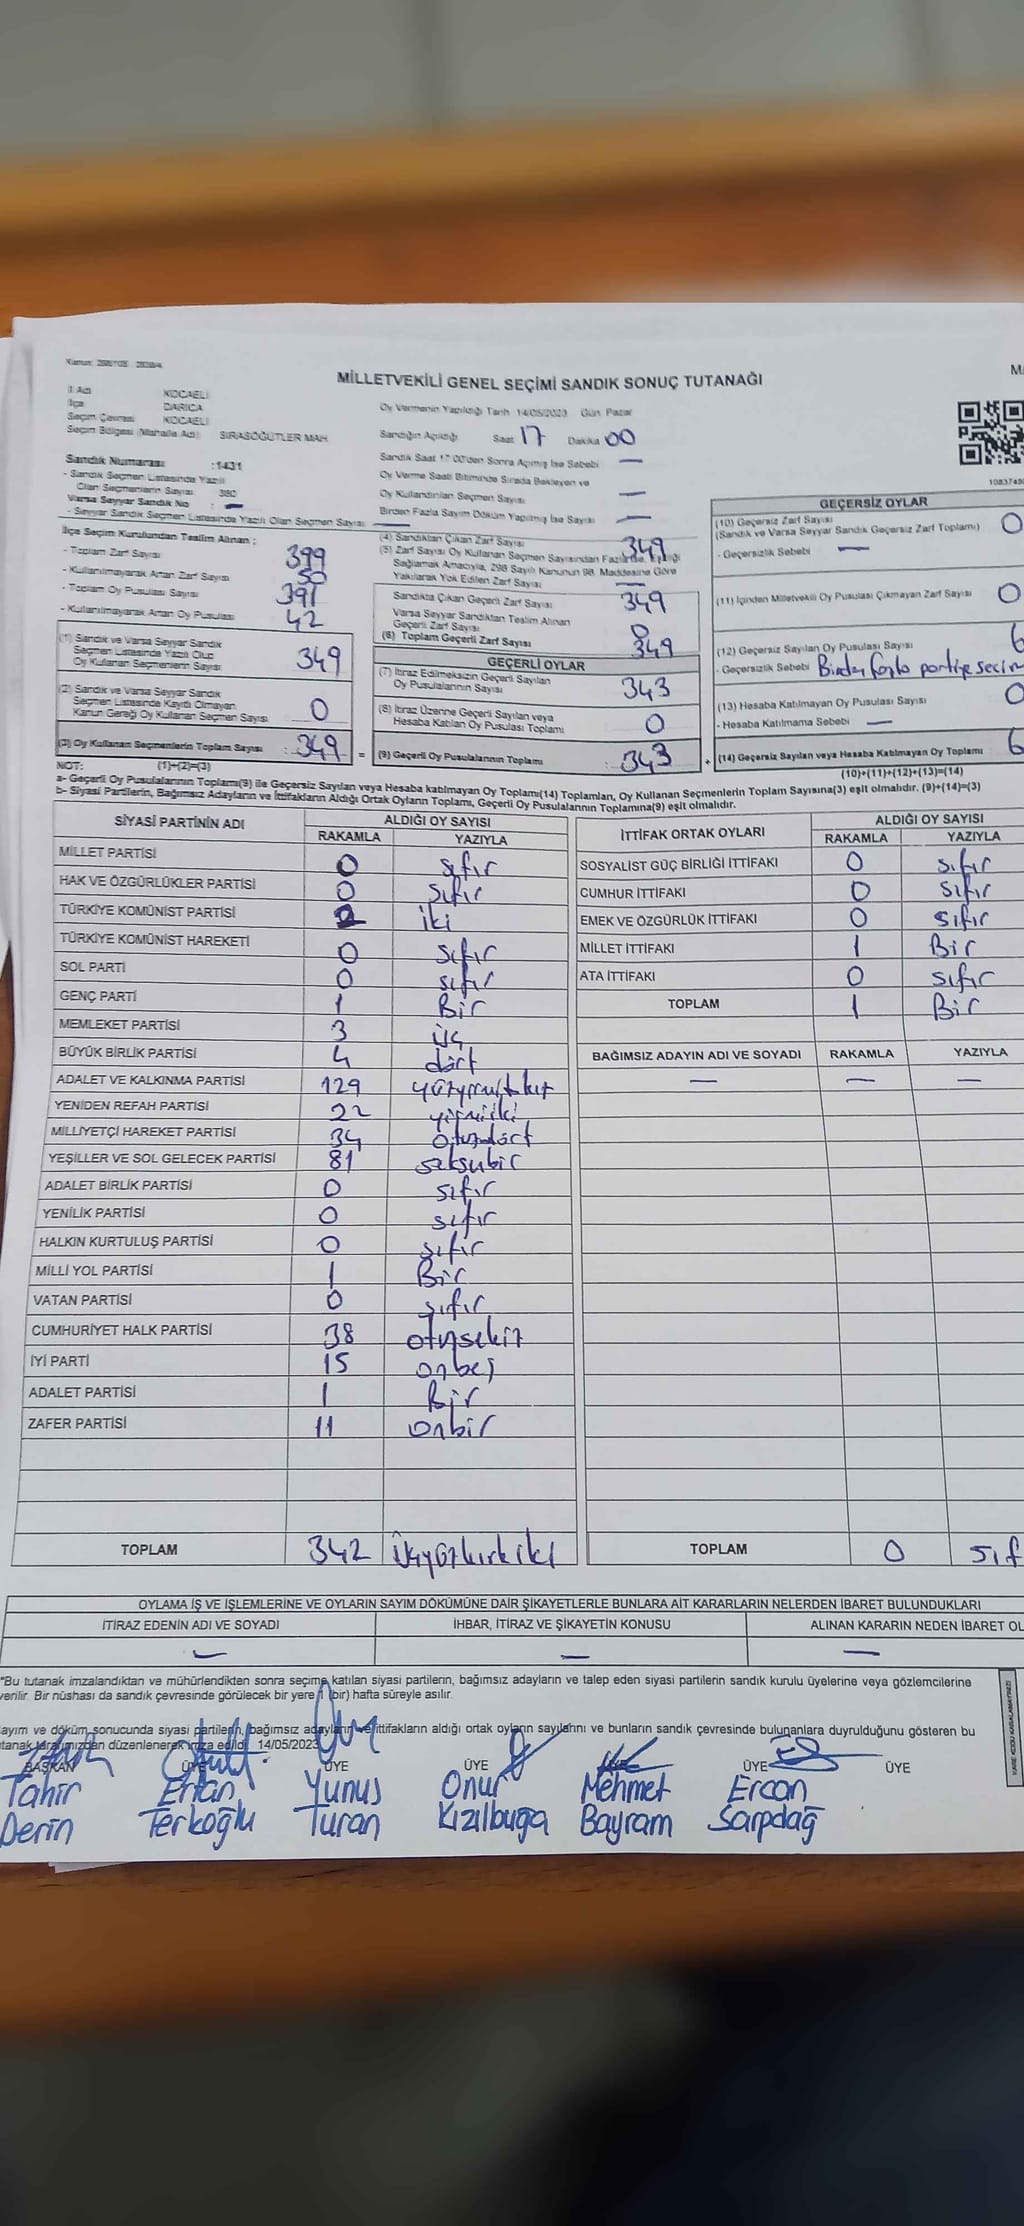 MİLLETVEKİLİ GENEL SEÇİMİ SANDIK SONUÇ TUTANAĞI
İl Adı KOCAELİ
İlçe DARICA
Seçim Çevresi KOCAELİ
Seçim Bölgesi (Mahalle Adı) SIRASÖĞÜTLER MAH
Oy Vermenin Yapıldığı Tarih 14/05/2023 Gün Pazar
Sandığın Açıldığı Saat 17 Dakika 00
Sandık Saat 17:00'den Sonra Açılmış İse Sebebi —
Oy Verme Saati Bitiminde Sırada Bekleyen ve
Oy Kullandırılan Seçmen Sayısı —
Birden Fazla Sayım Döküm Yapılmış İse Sayısı —
Sandık Numarası :1431
- Sandık Seçmen Listesinde Yazılı
Olan Seçmenlerin Sayısı
Varsa Seyyar Sandık No : —
- Seyyar Sandık Seçmen Listesinde Yazılı Olan Seçmen Sayısı —
İlçe Seçim Kurulundan Teslim Alınan :
- Toplam Zarf Sayısı 399
- Kullanılmayarak Artan Zarf Sayısı 50
- Toplam Oy Pusulası Sayısı 391
- Kullanılmayarak Artan Oy Pusulası 42
(1) Sandık ve Varsa Seyyar Sandık
Seçmen Listesinde Yazılı Olup
Oy Kullanan Seçmenlerin Sayısı 349
(2) Sandık ve Varsa Seyyar Sandık
Seçmen Listesinde Kayıtlı Olmayan
Kanun Gereği Oy Kullanan Seçmen Sayısı 0
(3) Oy Kullanan Seçmenlerin Toplam Sayısı : 349 =
(4) Sandıktan Çıkan Zarf Sayısı 349
(5) Zarf Sayısı Oy Kullanan Seçmen Sayısından Fazla ise, Eşitliği
Sağlamak Amacıyla, 298 Sayılı Kanunun 98. Maddesine Göre
Yakılarak Yok Edilen Zarf Sayısı —
Sandıkta Çıkan Geçerli Zarf Sayısı 349
Varsa Seyyar Sandıktan Teslim Alınan
Geçerli Zarf Sayısı 0
(6) Toplam Geçerli Zarf Sayısı 349
GEÇERLİ OYLAR
(7) İtiraz Edilmeksizin Geçerli Sayılan
Oy Pusulalarının Sayısı 343
(8) İtiraz Üzerine Geçerli Sayılan veya
Hesaba Katılan Oy Pusulası Toplamı 0
(9) Geçerli Oy Pusulalarının Toplamı : 343 +
GEÇERSİZ OYLAR
(10) Geçersiz Zarf Sayısı
(Sandık ve Varsa Seyyar Sandık Geçersiz Zarf Toplamı) 0
- Geçersizlik Sebebi —
(11) İçinden Milletvekili Oy Pusulası Çıkmayan Zarf Sayısı 0
(12) Geçersiz Sayılan Oy Pusulası Sayısı 6
- Geçersizlik Sebebi Birden fazla partiye seçim
(13) Hesaba Katılmayan Oy Pusulası Sayısı 0
- Hesaba Katılmama Sebebi —
(14) Geçersiz Sayılan veya Hesaba Katılmayan Oy Toplamı 6
NOT: (1)+(2)=(3) (10)+(11)+(12)+(13)=(14)
a- Geçerli Oy Pusulalarının Toplamı(9) ile Geçersiz Sayılan veya Hesaba katılmayan Oy Toplamı(14) Toplamları, Oy Kullanan Seçmenlerin Toplam Sayısına(3) eşit olmalıdır. (9)+(14)=(3)
b- Siyasi Partilerin, Bağımsız Adayların ve İttifakların Aldığı Ortak Oyların Toplamı, Geçerli Oy Pusulalarının Toplamına(9) eşit olmalıdır.
SİYASİ PARTİNİN ADI ALDIĞI OY SAYISI
RAKAMLA YAZIYLA
MİLLET PARTİSİ 0 sıfır
HAK VE ÖZGÜRLÜKLER PARTİSİ 0 sıfır
TÜRKİYE KOMÜNİST PARTİSİ 2 iki
TÜRKİYE KOMÜNİST HAREKETİ 0 sıfır
SOL PARTİ 0 sıfır
GENÇ PARTİ 1 Bir
MEMLEKET PARTİSİ 3 üç
BÜYÜK BİRLİK PARTİSİ 4 dört
ADALET VE KALKINMA PARTİSİ 129
YENİDEN REFAH PARTİSİ 22 yirmiiki
MİLLİYETÇİ HAREKET PARTİSİ 34 otuzdört
YEŞİLLER VE SOL GELECEK PARTİSİ 81 seksenbir
ADALET BİRLİK PARTİSİ 0 sıfır
YENİLİK PARTİSİ 0 sıfır
HALKIN KURTULUŞ PARTİSİ 0 sıfır
MİLLİ YOL PARTİSİ 1 Bir
VATAN PARTİSİ 0 sıfır
CUMHURİYET HALK PARTİSİ 38 otuzsekiz
İYİ PARTİ 15 onbeş
ADALET PARTİSİ 1 Bir
ZAFER PARTİSİ 11 onbir
TOPLAM 342 üçyüzkırkiki
İTTİFAK ORTAK OYLARI ALDIĞI OY SAYISI
RAKAMLA YAZIYLA
SOSYALİST GÜÇ BİRLİĞİ İTTİFAKI 0 sıfır
CUMHUR İTTİFAKI 0 sıfır
EMEK VE ÖZGÜRLÜK İTTİFAKI 0 sıfır
MİLLET İTTİFAKI 1 Bir
ATA İTTİFAKI 0 sıfır
TOPLAM 1 Bir
BAĞIMSIZ ADAYIN ADI VE SOYADI RAKAMLA YAZIYLA
— — —
TOPLAM 0 sıf
OYLAMA İŞ VE İŞLEMLERİNE VE OYLARIN SAYIM DÖKÜMÜNE DAİR ŞİKAYETLERLE BUNLARA AİT KARARLARIN NELERDEN İBARET BULUNDUKLARI
İTİRAZ EDENİN ADI VE SOYADI İHBAR, İTİRAZ VE ŞİKAYETİN KONUSU ALINAN KARARIN NEDEN İBARET OL
— — —
"Bu tutanak imzalandıktan ve mühürlendikten sonra seçime katılan siyasi partilerin, bağımsız adayların ve talep eden siyasi partilerin sandık kurulu üyelerine veya gözlemcilerine
verilir. Bir nüshası da sandık çevresinde görülecek bir yere 1 (bir) hafta süreyle asılır.
ayım ve döküm sonucunda siyasi partilerin, bağımsız adayların ve ittifakların aldığı ortak oyların sayılarını ve bunların sandık çevresinde bulunanlara duyrulduğunu gösteren bu
tanak tarafımızdan düzenlenerek imza edildi. 14/05/2023
BAŞKAN ÜYE ÜYE ÜYE ÜYE ÜYE ÜYE
Tahir Ertan Yunus Onur Mehmet Ercan
Derin Terkoğlu Turan Kızılbuğa Bayram Sarpdağ